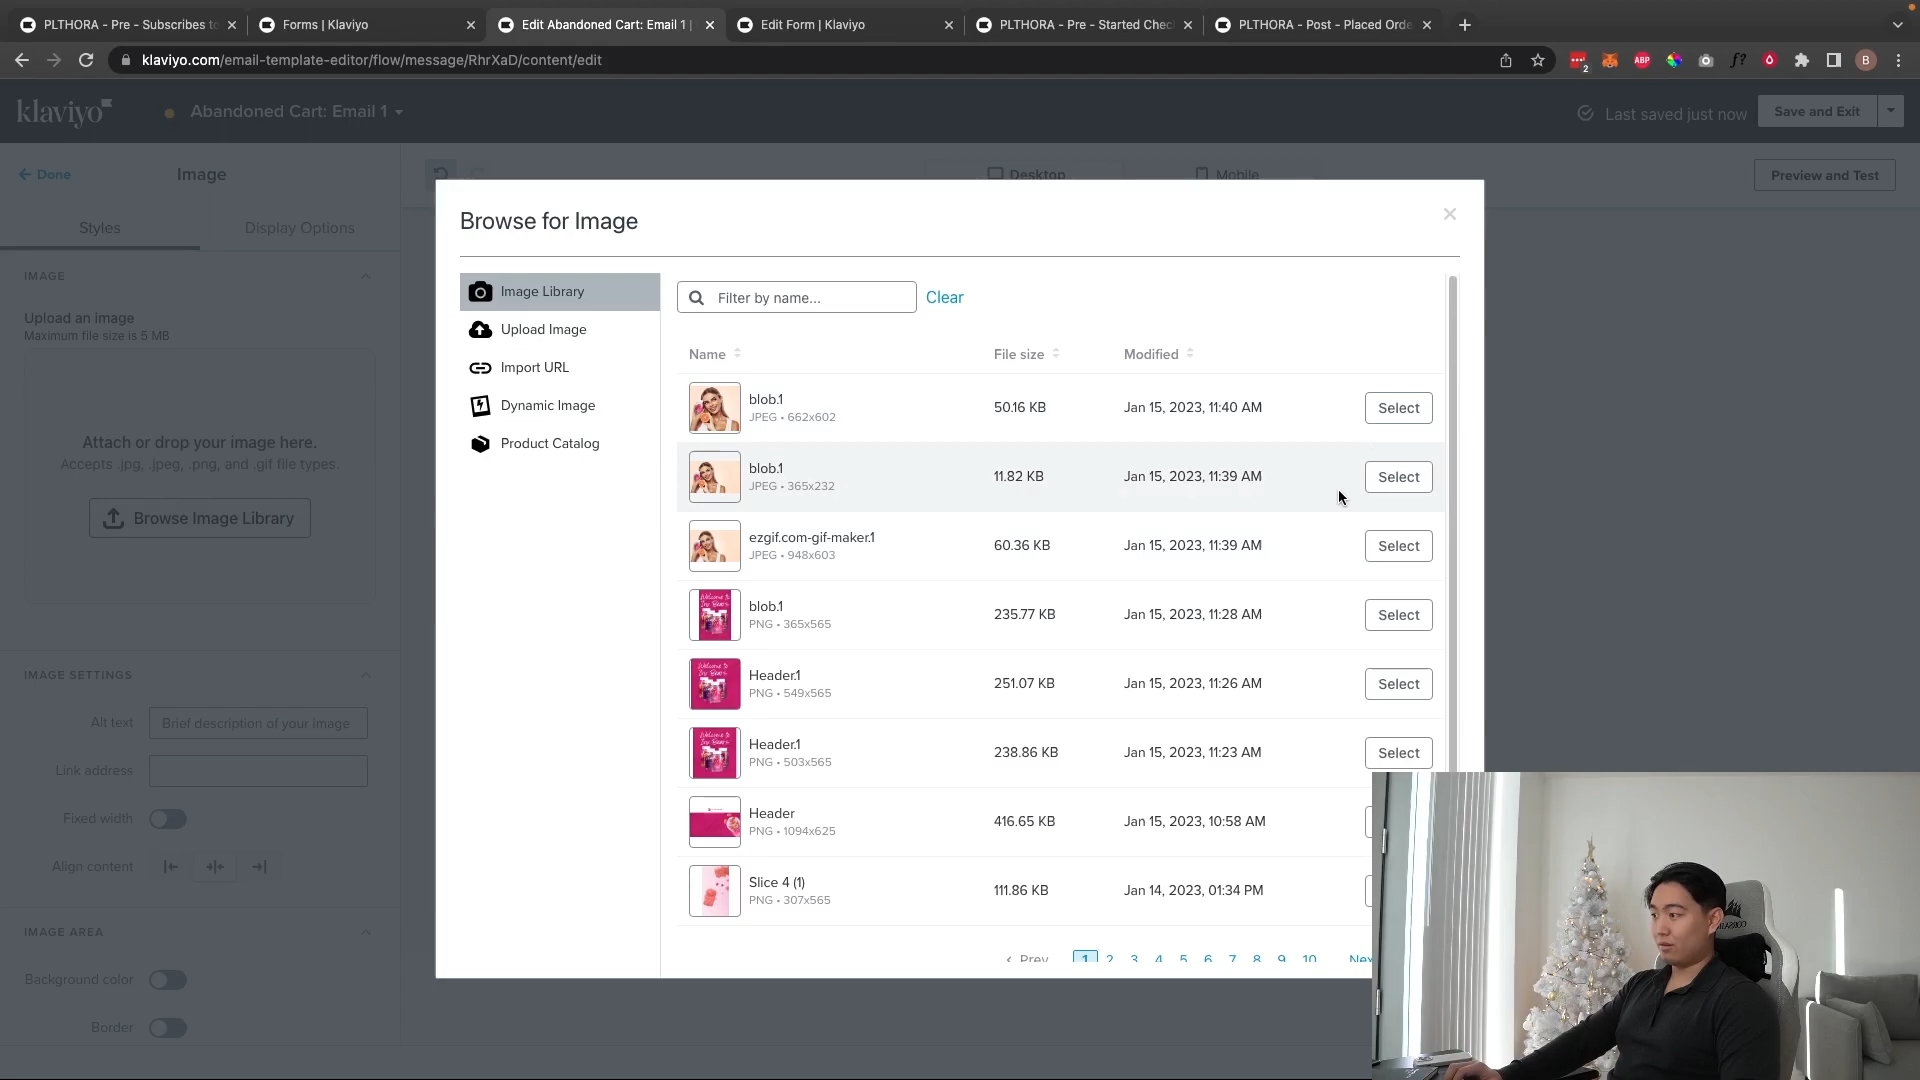 PLTHORA - Pre - Subscribes to
Forms | Klaviyo
Edit Abandoned Cart: Email 1 |
Edit Form | Klaviyo
PLTHORA - Pre - Started Chec
PLTHORA - Post - Placed Orde
klaviyo.com/email-template-editor/flow/message/RhrXaD/content/edit
2
ABP
f?
B
klaviyo
Abandoned Cart: Email 1
Last saved just now
Save and Exit
Done
Image
Desktop
Mobile
Preview and Test
Styles
Display Options
IMAGE
Upload an image
Maximum file size is 5 MB
Attach or drop your image here.
Accepts .jpg, .jpeg, .png, and .gif file types.
Browse Image Library
IMAGE SETTINGS
Alt text
Brief description of your image
Link address
Fixed width
Align content
IMAGE AREA
Background color
Border
Browse for Image
Image Library
Upload Image
Import URL
Dynamic Image
Product Catalog
Filter by name...
Clear
Name
File size
Modified
blob.1
JPEG • 662x602
50.16 KB
Jan 15, 2023, 11:40 AM
Select
blob.1
JPEG • 365x232
11.82 KB
Jan 15, 2023, 11:39 AM
Select
ezgif.com-gif-maker.1
JPEG • 948x603
60.36 KB
Jan 15, 2023, 11:39 AM
Select
blob.1
PNG • 365x565
235.77 KB
Jan 15, 2023, 11:28 AM
Select
Header.1
PNG • 549x565
251.07 KB
Jan 15, 2023, 11:26 AM
Select
Header.1
PNG • 503x565
238.86 KB
Jan 15, 2023, 11:23 AM
Select
Header
PNG • 1094x625
416.65 KB
Jan 15, 2023, 10:58 AM
Slice 4 (1)
PNG • 307x565
111.86 KB
Jan 14, 2023, 01:34 PM
‹ Prev 1 2 3 4 5 6 7 8 9 10 Nex
CORSAIR